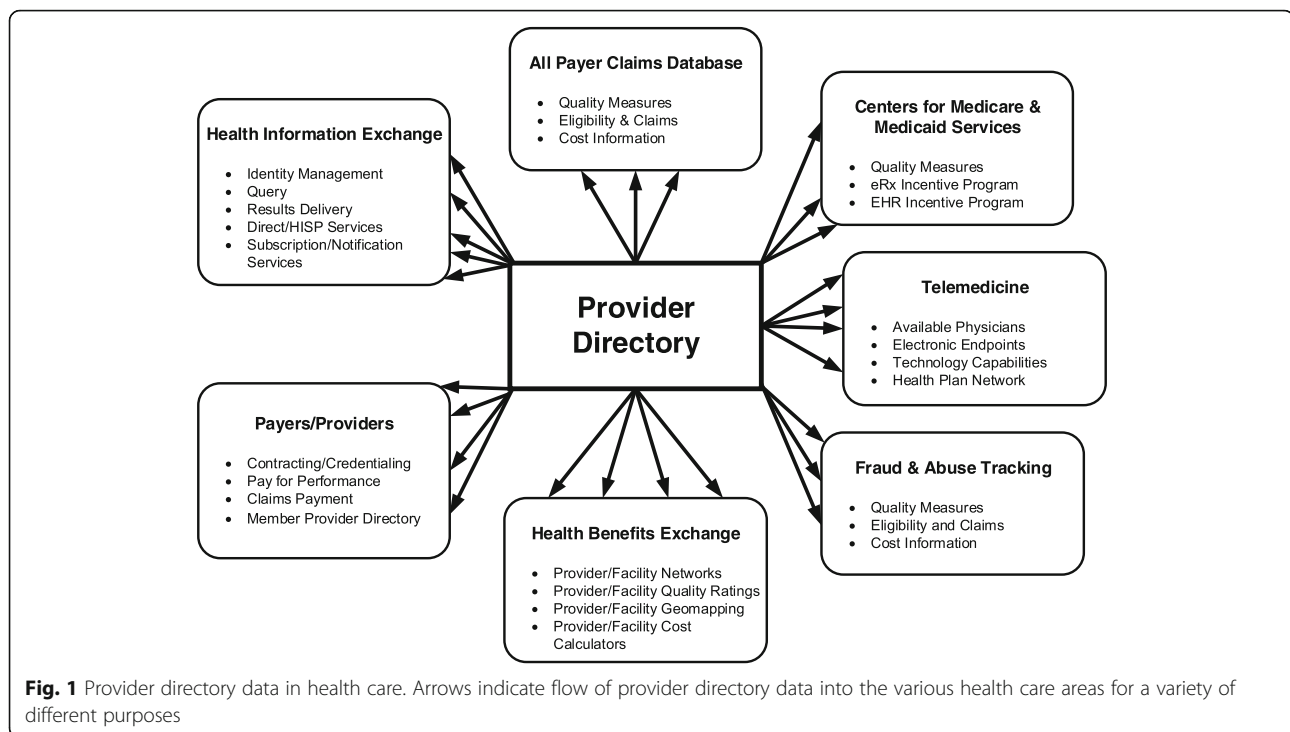 All Payer Claims Database
• Quality Measures
• Eligibility & Claims
• Cost Information
Health Information Exchange
• Identity Management
• Query
• Results Delivery
• Direct/HISP Services
• Subscription/Notification
Services
Centers for Medicare &
Medicaid Services
• Quality Measures
• eRx Incentive Program
• EHR Incentive Program
Provider
Directory
Telemedicine
• Available Physicians
• Electronic Endpoints
• Technology Capabilities
• Health Plan Network
Payers/Providers
• Contracting/Credentialing
• Pay for Performance
• Claims Payment
• Member Provider Directory
Health Benefits Exchange
• Provider/Facility Networks
• Provider/Facility Quality Ratings
• Provider/Facility Geomapping
• Provider/Facility Cost
Calculators
Fraud & Abuse Tracking
• Quality Measures
• Eligibility and Claims
• Cost Information
Fig. 1 Provider directory data in health care. Arrows indicate flow of provider directory data into the various health care areas for a variety of
different purposes